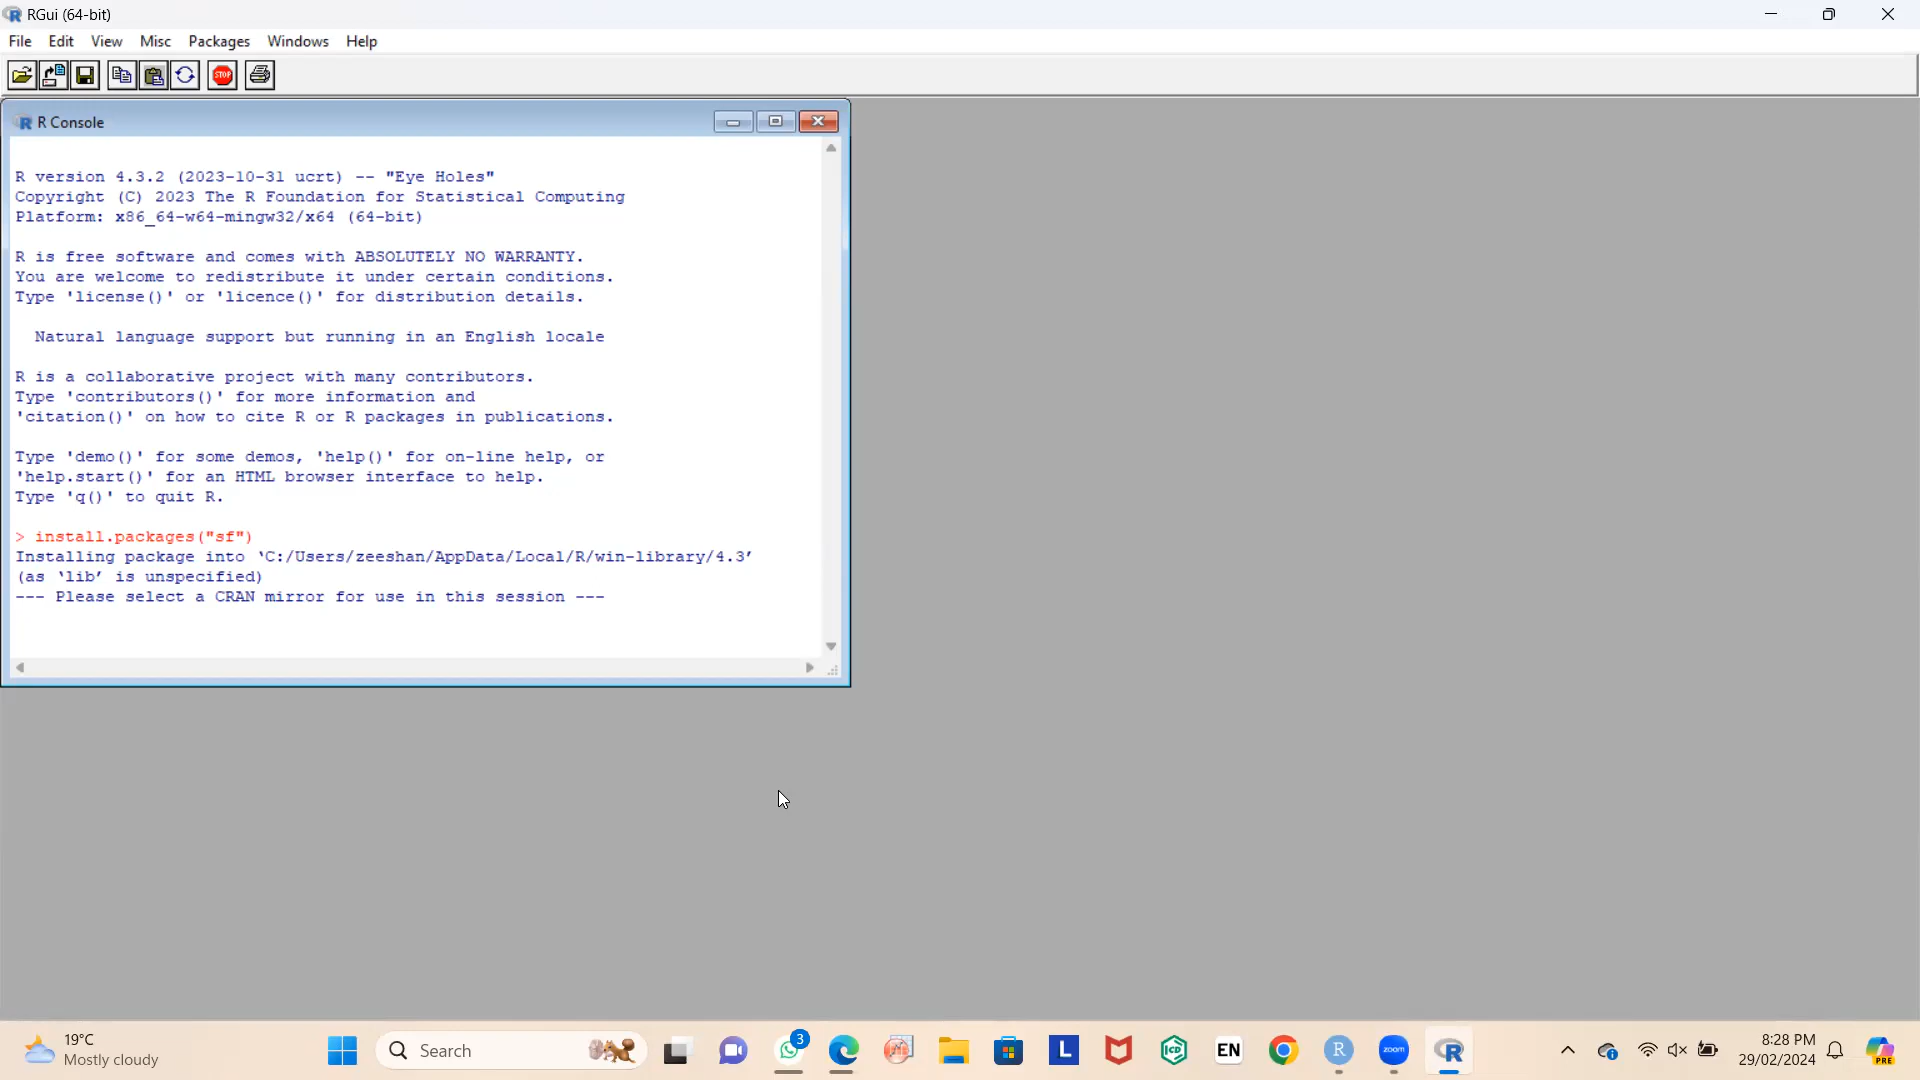 RGui (64-bit)
File Edit View Misc Packages Windows Help
STOP
R Console
R version 4.3.2 (2023-10-31 ucrt) -- "Eye Holes"
Copyright (C) 2023 The R Foundation for Statistical Computing
Platform: x86_64-w64-mingw32/x64 (64-bit)
R is free software and comes with ABSOLUTELY NO WARRANTY.
You are welcome to redistribute it under certain conditions.
Type 'license()' or 'licence()' for distribution details.
Natural language support but running in an English locale
R is a collaborative project with many contributors.
Type 'contributors()' for more information and
'citation()' on how to cite R or R packages in publications.
Type 'demo()' for some demos, 'help()' for on-line help, or
'help.start()' for an HTML browser interface to help.
Type 'q()' to quit R.
> install.packages("sf")
Installing package into ‘C:/Users/zeeshan/AppData/Local/R/win-library/4.3’
(as ‘lib’ is unspecified)
--- Please select a CRAN mirror for use in this session ---
19°C
Mostly cloudy
Search
3
L
ICD
EN
R
zoom
R
8:28 PM
29/02/2024
PRE